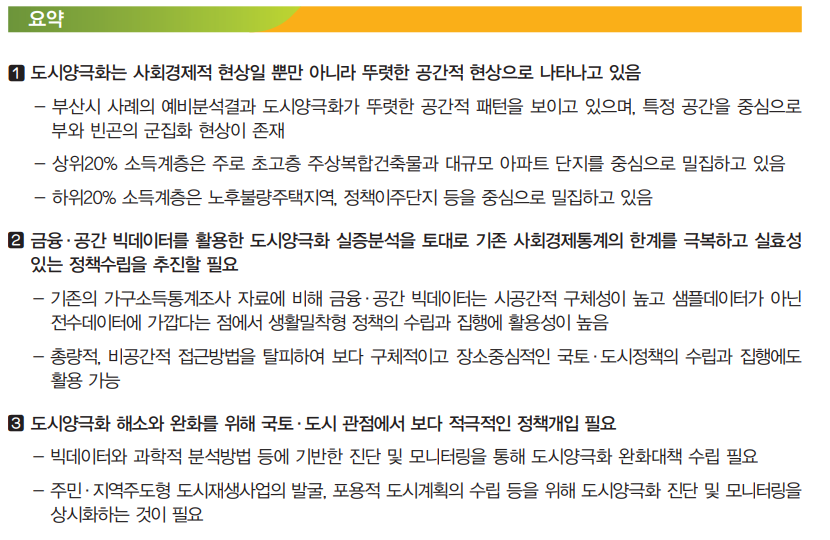 요약
1 도시양극화는 사회경제적 현상일 뿐만 아니라 뚜렷한 공간적 현상으로 나타나고 있음
– 부산시 사례의 예비분석결과 도시양극화가 뚜렷한 공간적 패턴을 보이고 있으며, 특정 공간을 중심으로
부와 빈곤의 군집화 현상이 존재
– 상위20% 소득계층은 주로 초고층 주상복합건축물과 대규모 아파트 단지를 중심으로 밀집하고 있음
– 하위20% 소득계층은 노후불량주택지역, 정책이주단지 등을 중심으로 밀집하고 있음
2 금융·공간 빅데이터를 활용한 도시양극화 실증분석을 토대로 기존 사회경제통계의 한계를 극복하고 실효성
있는 정책수립을 추진할 필요
– 기존의 가구소득통계조사 자료에 비해 금융·공간 빅데이터는 시공간적 구체성이 높고 샘플데이터가 아닌
전수데이터에 가깝다는 점에서 생활밀착형 정책의 수립과 집행에 활용성이 높음
– 총량적, 비공간적 접근방법을 탈피하여 보다 구체적이고 장소중심적인 국토·도시정책의 수립과 집행에도
활용 가능
3 도시양극화 해소와 완화를 위해 국토·도시 관점에서 보다 적극적인 정책개입 필요
– 빅데이터와 과학적 분석방법 등에 기반한 진단 및 모니터링을 통해 도시양극화 완화대책 수립 필요
– 주민·지역주도형 도시재생사업의 발굴, 포용적 도시계획의 수립 등을 위해 도시양극화 진단 및 모니터링을
상시화하는 것이 필요